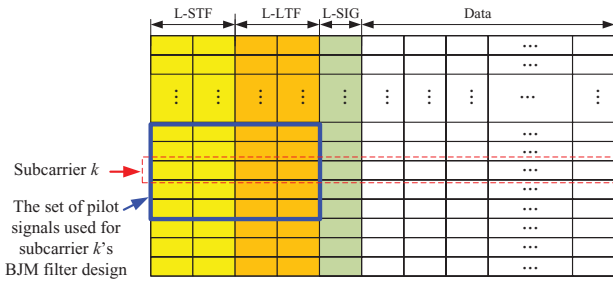 L-STF L-LTF L-SIG Data
...
...
⋮ ⋮ ⋮ ⋮ ⋮ ⋮ ⋮ ⋮ ... ⋮
...
...
Subcarrier k ...
...
The set of pilot ...
signals used for ...
subcarrier k's ...
BJM filter design ...